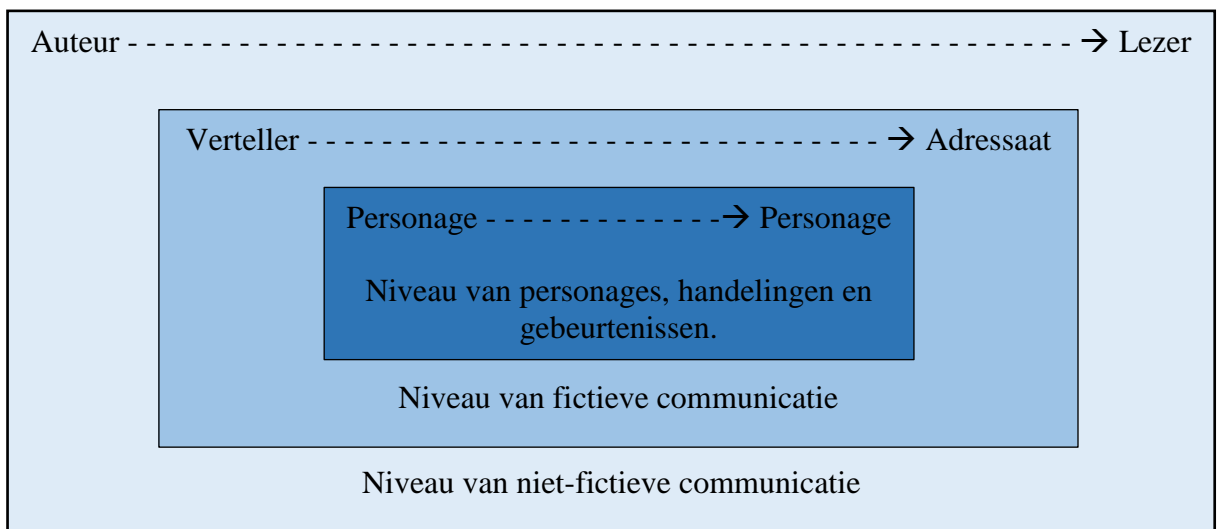 Auteur - - - - - - - - - - - - - - - - - - - - - - - - - - - - - - - - - - - - - - - - - - - - - - - - - - - - - - - - - - - - - → Lezer
Verteller - - - - - - - - - - - - - - - - - - - - - - - - - - - - - - - → Adressaat
Personage - - - - - - - - - - - - -→ Personage
Niveau van personages, handelingen en
gebeurtenissen.
Niveau van fictieve communicatie
Niveau van niet-fictieve communicatie